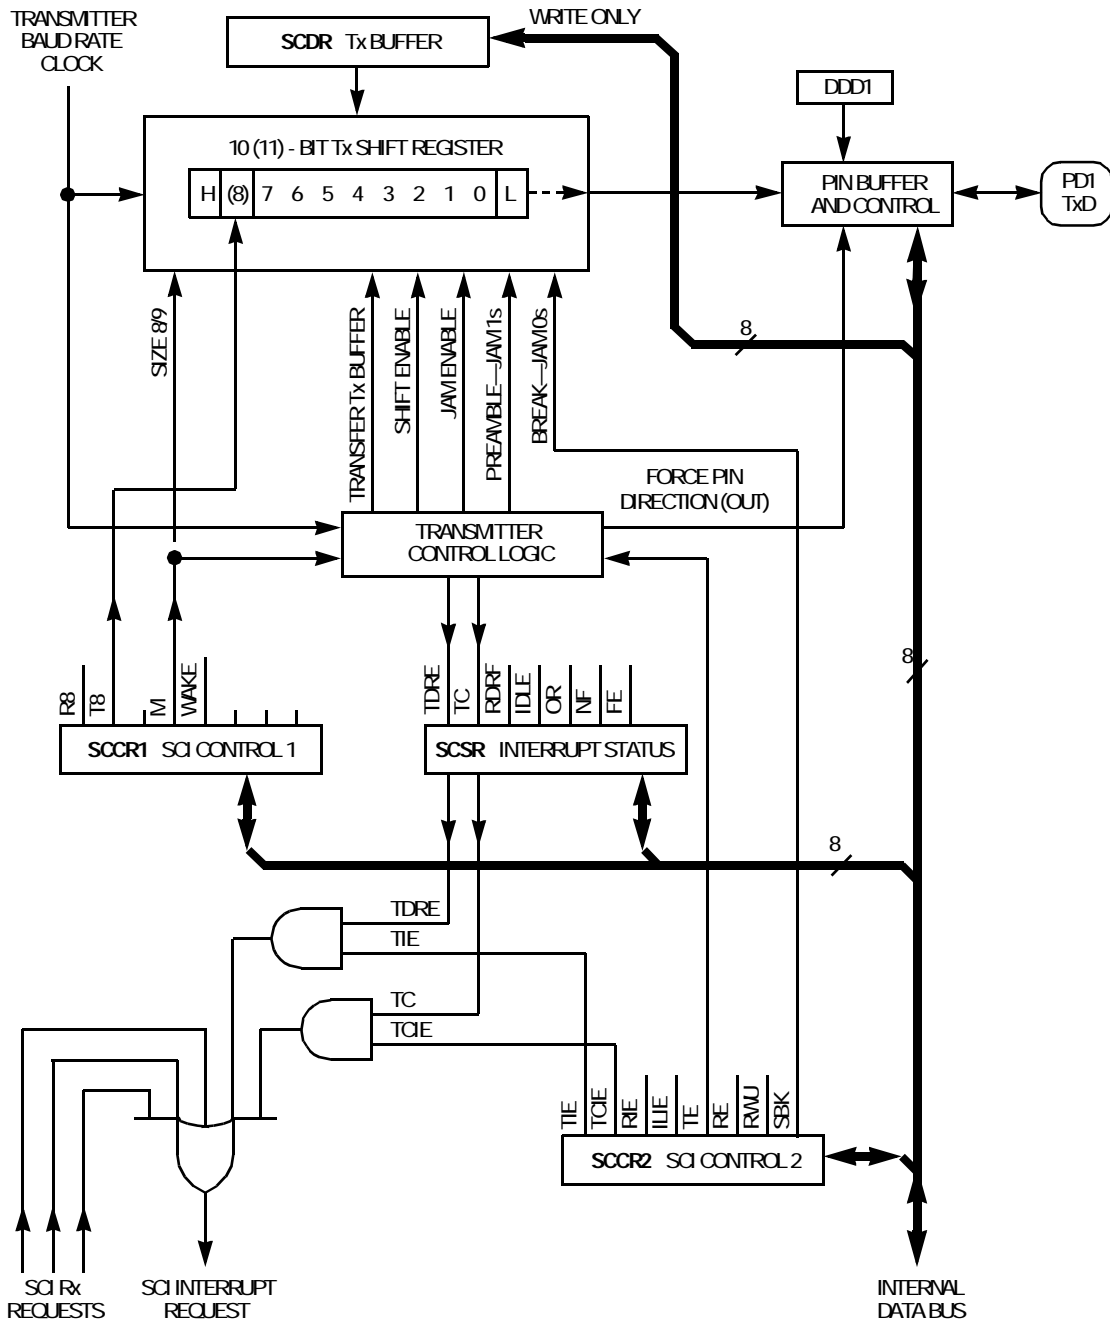 TRANSMITTER
BAUD RATE
CLOCK
SCDR Tx BUFFER
WRITE ONLY
DDD1
10 (11) - BIT Tx SHIFT REGISTER
H (8) 7 6 5 4 3 2 1 0 L
PIN BUFFER
AND CONTROL
PD1
TxD
SIZE 8/9
TRANSFER Tx BUFFER
SHIFT ENABLE
JAM ENABLE
PREAMBLE—JAM 1s
BREAK—JAM 0s
8
FORCE PIN
DIRECTION (OUT)
TRANSMITTER
CONTROL LOGIC
8
R8
T8
M
WAKE
TDRE
TC
RDRF
IDLE
OR
NF
FE
SCCR1 SCI CONTROL 1
SCSR INTERRUPT STATUS
8
TDRE
TIE
TC
TCIE
TIE
TCIE
RIE
ILIE
TE
RE
RWU
SBK
SCCR2 SCI CONTROL 2
SCI Rx
REQUESTS
SCI INTERRUPT
REQUEST
INTERNAL
DATA BUS